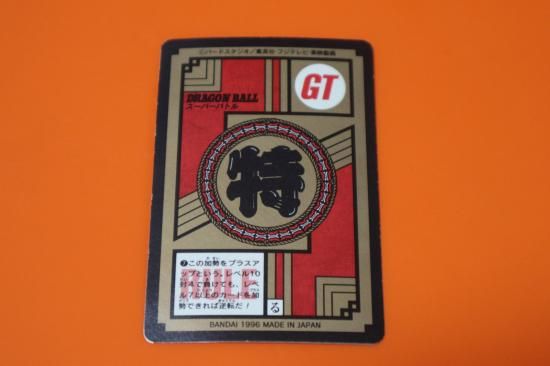 ©バードスタジオ/集英社・フジテレビ・東映動画
GT
DRAGON BALL
スーパーバトル
特
RULE
❼この加勢をプラスア
ップという。レベル10
対4で負けても、レベ
ル7以上のカードを加
勢できれば逆転だ!
る
BANDAI 1996 MADE IN JAPAN